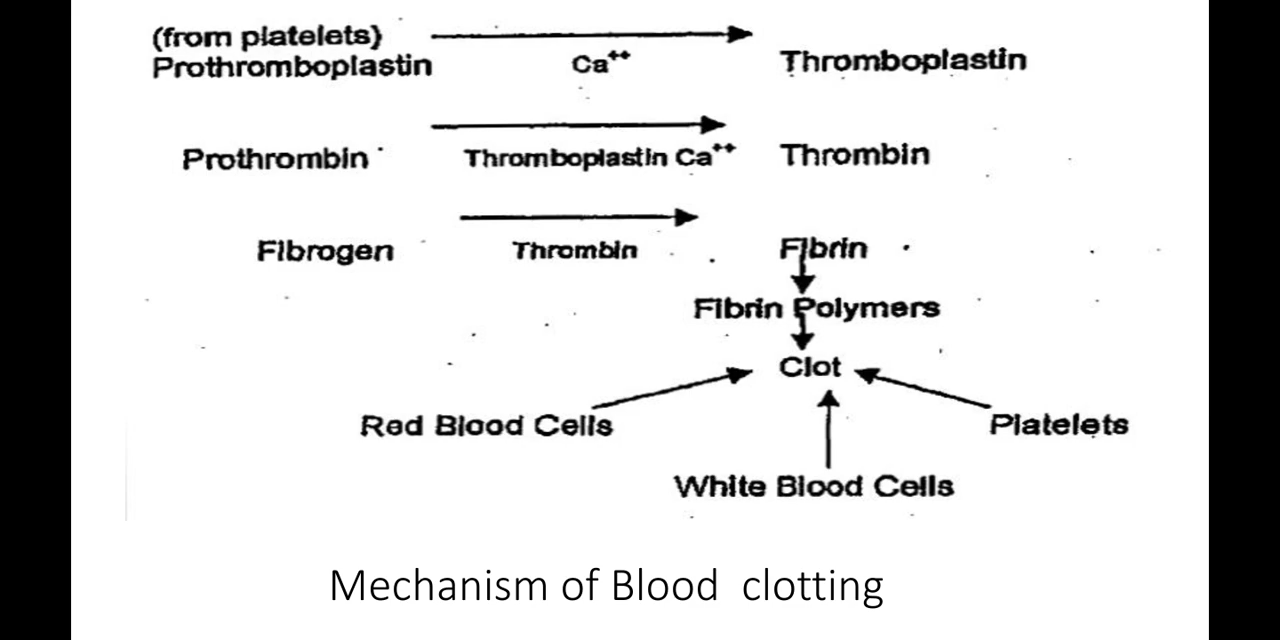 (from platelets)
Prothromboplastin Ca⁺⁺ Thromboplastin
Prothrombin Thromboplastin Ca⁺⁺ Thrombin
Fibrogen Thrombin Fibrin
Fibrin Polymers
Clot
Red Blood Cells Platelets
White Blood Cells
Mechanism of Blood clotting